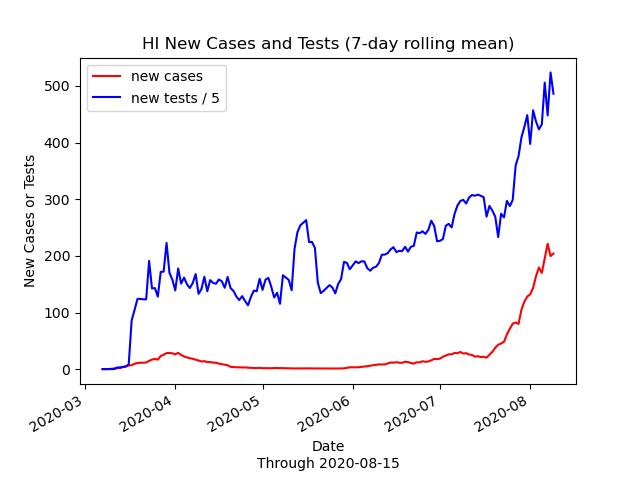 HI New Cases and Tests (7-day rolling mean)
new cases
new tests / 5
New Cases or Tests
500
400
300
200
100
0
2020-03
2020-04
2020-05
2020-06
2020-07
2020-08
Date
Through 2020-08-15